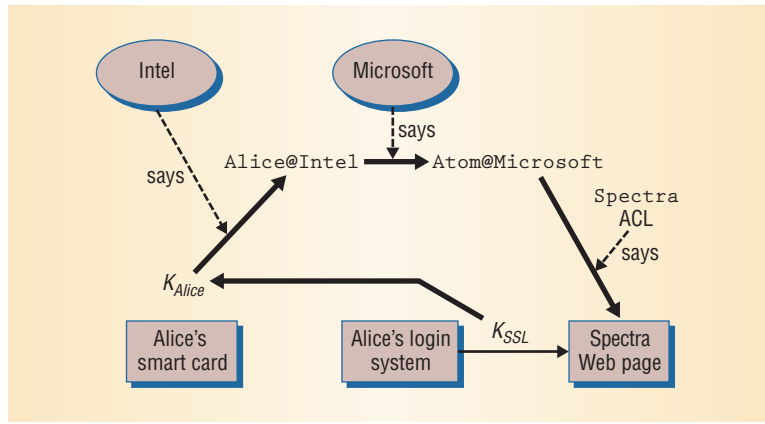 Intel
Microsoft
says
Alice@Intel
Atom@Microsoft
says
Spectra
ACL
says
KAlice
KSSL
Alice's
smart card
Alice's login
system
Spectra
Web page